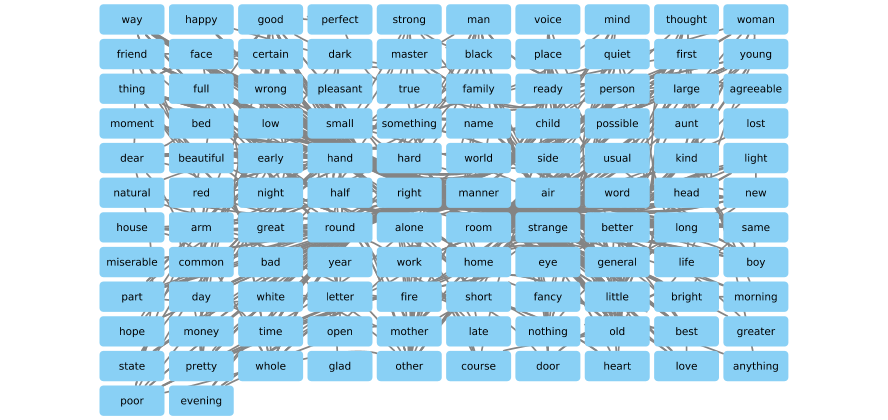 way happy good perfect strong man voice mind thought woman
friend face certain dark master black place quiet first young
thing full wrong pleasant true family ready person large agreeable
moment bed low small something name child possible aunt lost
dear beautiful early hand hard world side usual kind light
natural red night half right manner air word head new
house arm great round alone room strange better long same
miserable common bad year work home eye general life boy
part day white letter fire short fancy little bright morning
hope money time open mother late nothing old best greater
state pretty whole glad other course door heart love anything
poor evening